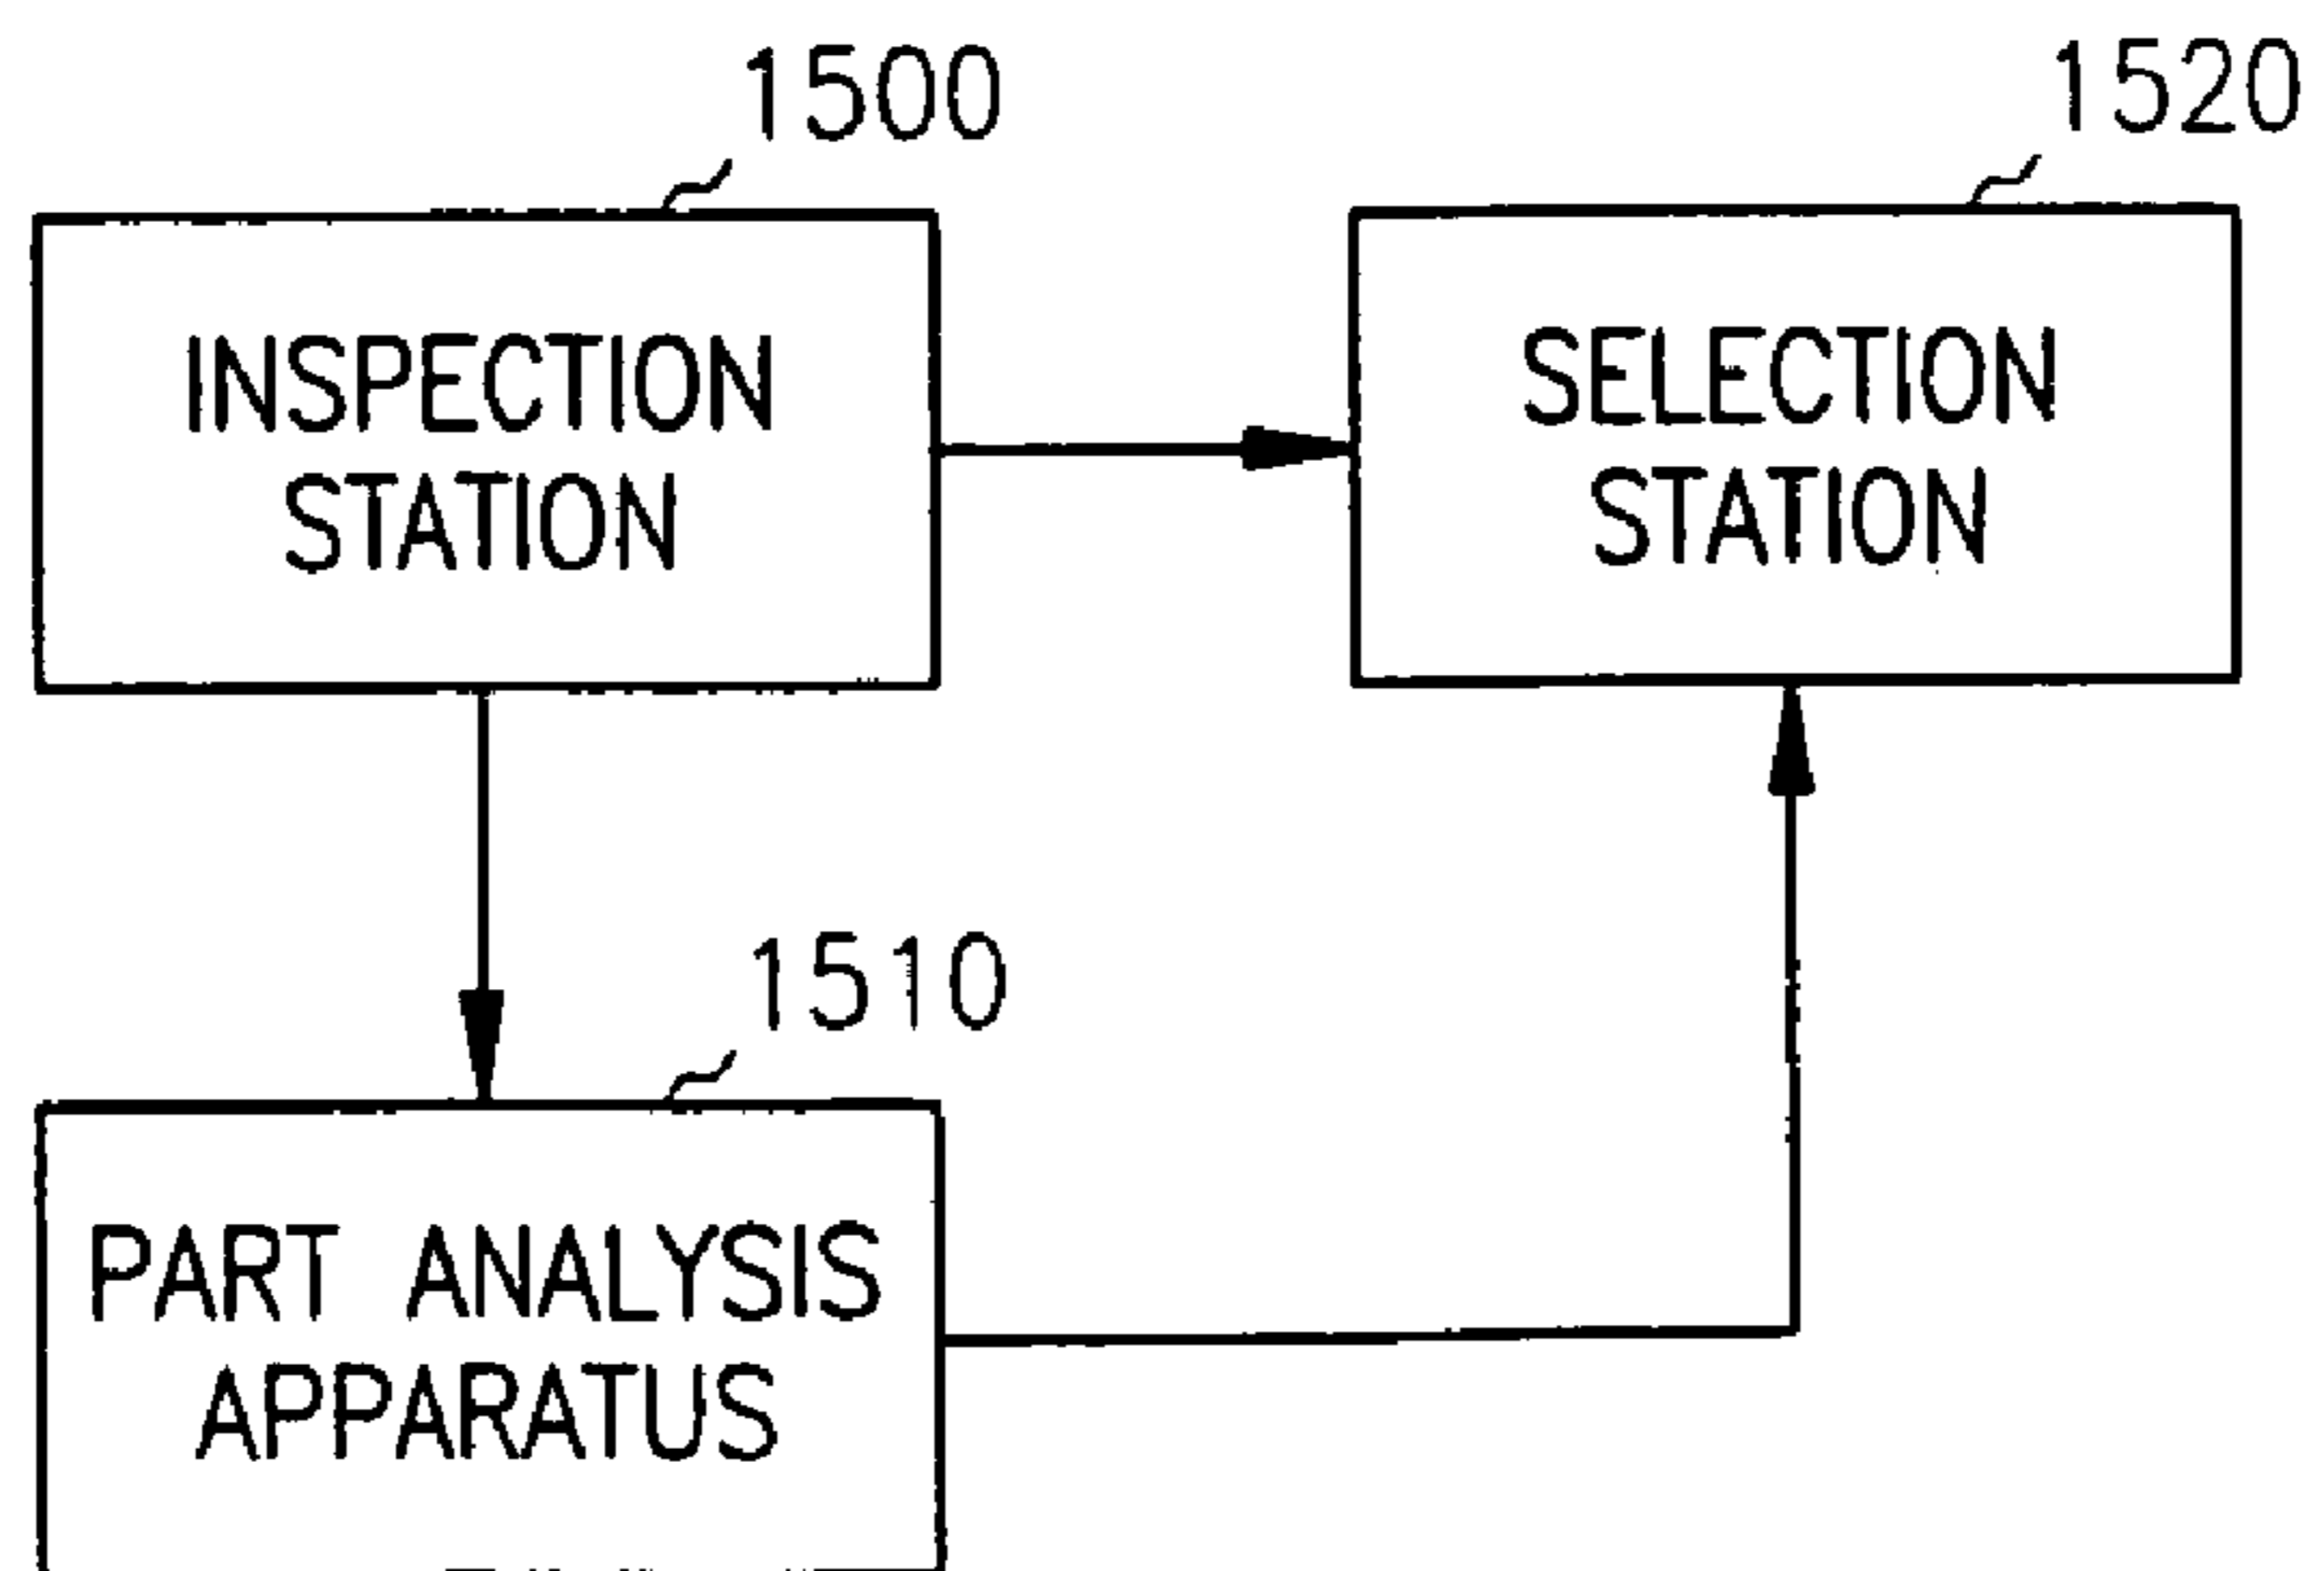 1500
1520
INSPECTION
STATION
SELECTION
STATION
1510
PART ANALYSIS
APPARATUS